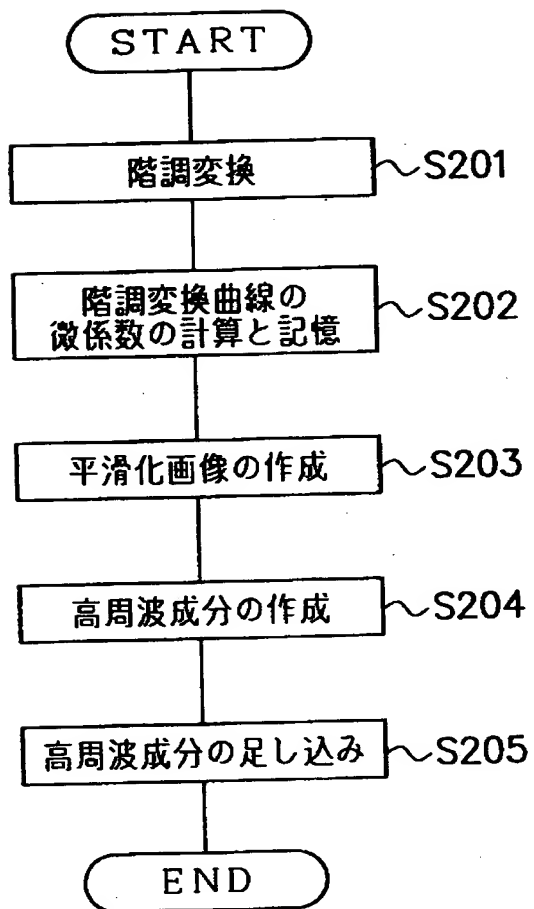 START
階調変換
S201
階調変換曲線の
微係数の計算と記憶
S202
平滑化画像の作成
S203
高周波成分の作成
S204
高周波成分の足し込み
S205
END